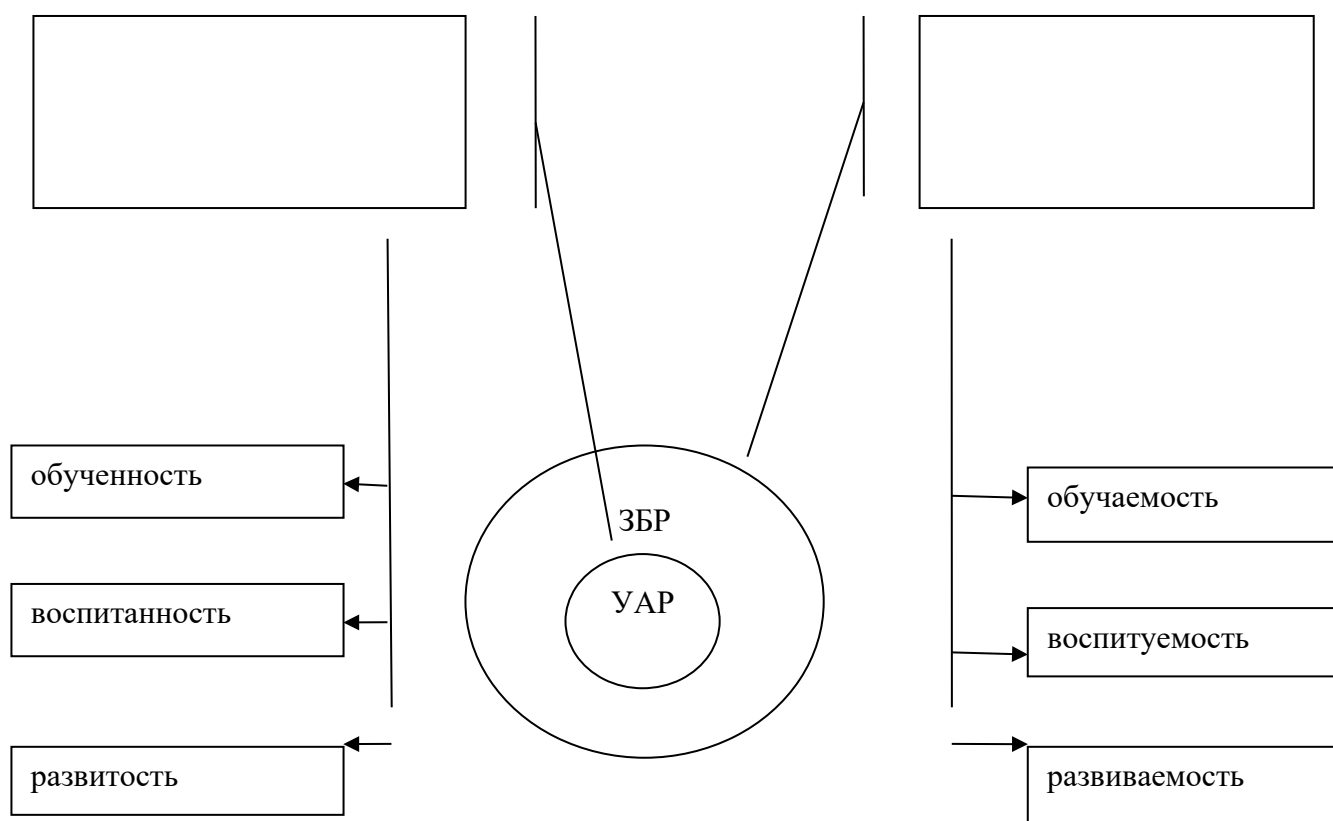 обученность
обучаемость
ЗБР
УАР
воспитанность
воспитуемость
развитость
развиваемость